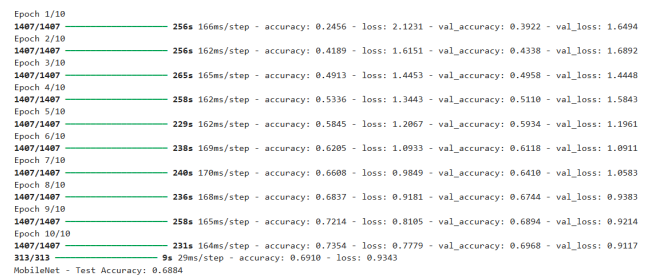 Epoch 1/10
1407/1407 ━━━━━━━━━━━━━━━━━━━━ 256s 166ms/step - accuracy: 0.2456 - loss: 2.1231 - val_accuracy: 0.3922 - val_loss: 1.6494
Epoch 2/10
1407/1407 ━━━━━━━━━━━━━━━━━━━━ 256s 162ms/step - accuracy: 0.4189 - loss: 1.6151 - val_accuracy: 0.4338 - val_loss: 1.6892
Epoch 3/10
1407/1407 ━━━━━━━━━━━━━━━━━━━━ 265s 165ms/step - accuracy: 0.4913 - loss: 1.4453 - val_accuracy: 0.4958 - val_loss: 1.4448
Epoch 4/10
1407/1407 ━━━━━━━━━━━━━━━━━━━━ 258s 162ms/step - accuracy: 0.5336 - loss: 1.3443 - val_accuracy: 0.5110 - val_loss: 1.5843
Epoch 5/10
1407/1407 ━━━━━━━━━━━━━━━━━━━━ 229s 162ms/step - accuracy: 0.5845 - loss: 1.2067 - val_accuracy: 0.5934 - val_loss: 1.1961
Epoch 6/10
1407/1407 ━━━━━━━━━━━━━━━━━━━━ 238s 169ms/step - accuracy: 0.6205 - loss: 1.0933 - val_accuracy: 0.6118 - val_loss: 1.0911
Epoch 7/10
1407/1407 ━━━━━━━━━━━━━━━━━━━━ 240s 170ms/step - accuracy: 0.6608 - loss: 0.9849 - val_accuracy: 0.6410 - val_loss: 1.0583
Epoch 8/10
1407/1407 ━━━━━━━━━━━━━━━━━━━━ 236s 168ms/step - accuracy: 0.6837 - loss: 0.9181 - val_accuracy: 0.6744 - val_loss: 0.9383
Epoch 9/10
1407/1407 ━━━━━━━━━━━━━━━━━━━━ 258s 165ms/step - accuracy: 0.7214 - loss: 0.8105 - val_accuracy: 0.6894 - val_loss: 0.9214
Epoch 10/10
1407/1407 ━━━━━━━━━━━━━━━━━━━━ 231s 164ms/step - accuracy: 0.7354 - loss: 0.7779 - val_accuracy: 0.6968 - val_loss: 0.9117
313/313 ━━━━━━━━━━━━━━━━━━━━ 9s 29ms/step - accuracy: 0.6910 - loss: 0.9343
MobileNet - Test Accuracy: 0.6884